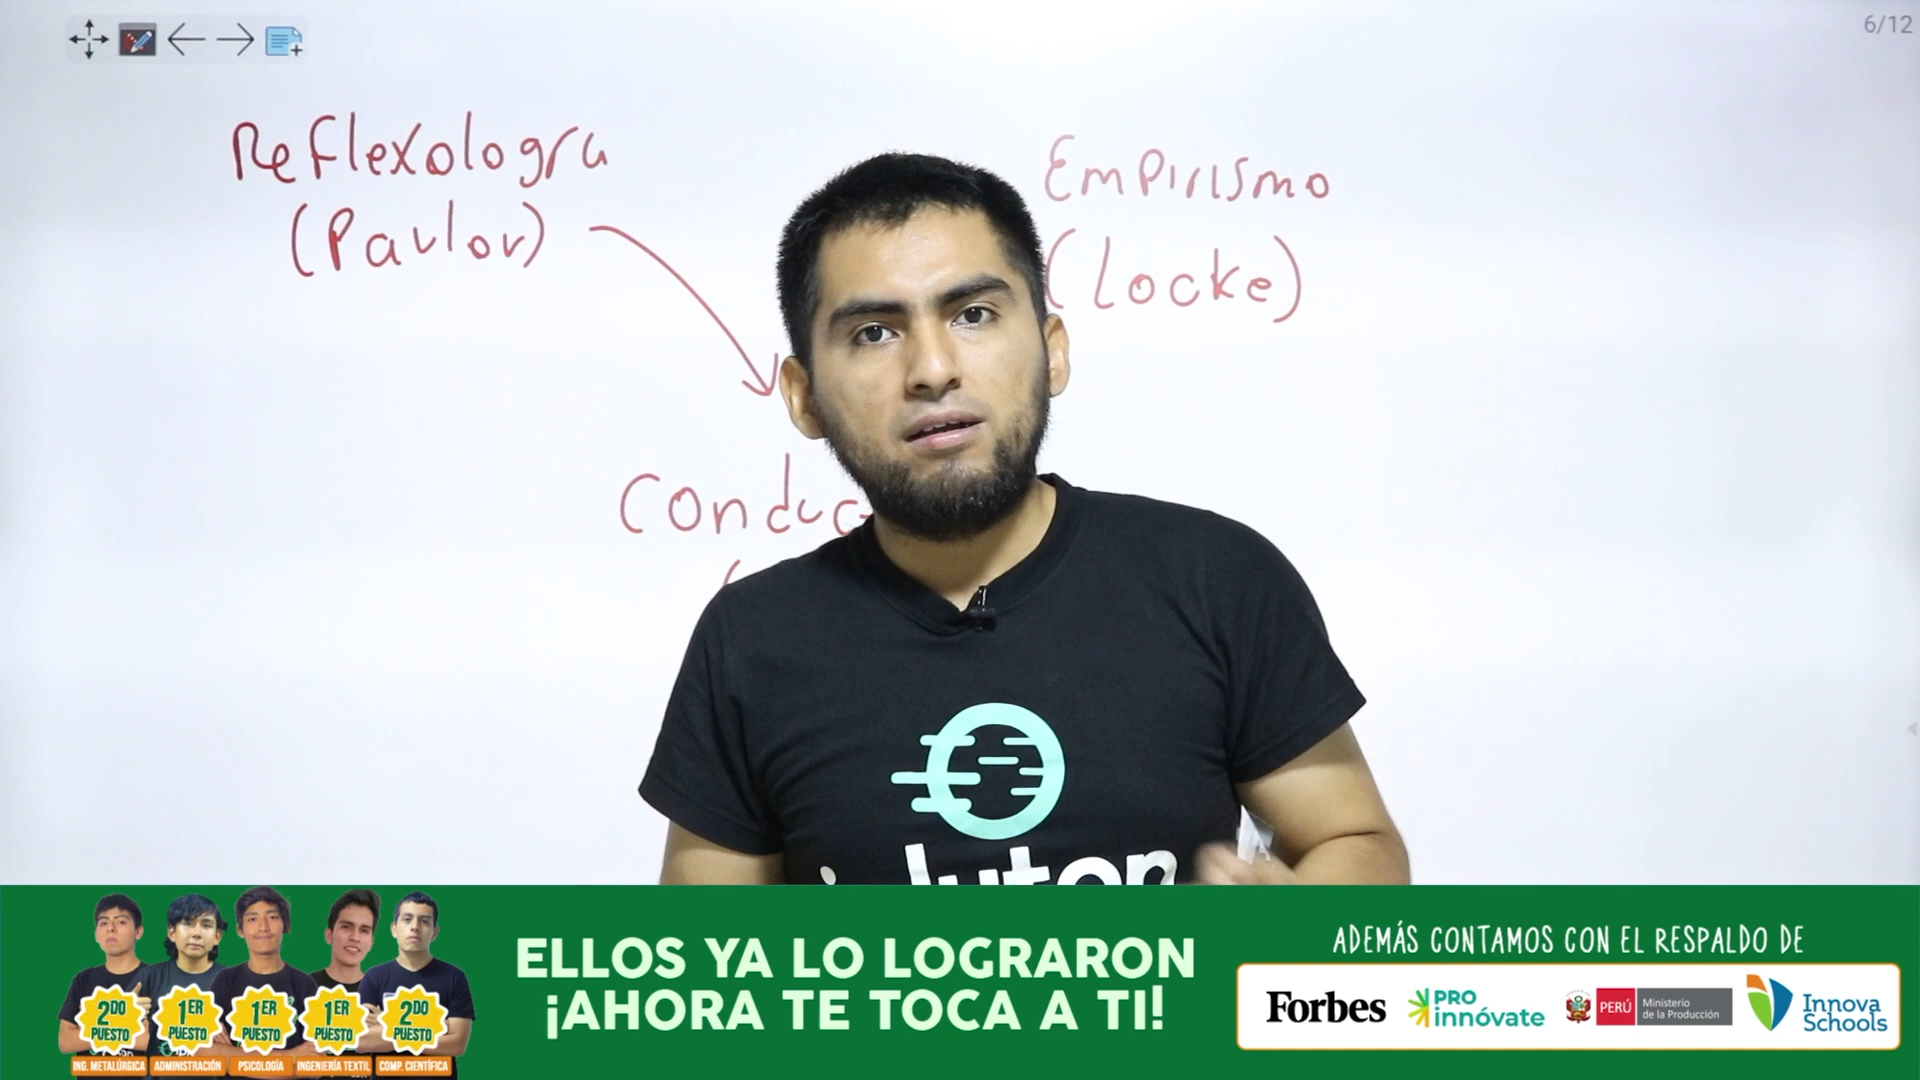 6/12
Reflexología
(Pavlov)
Empirismo
(Locke)
Conduc
ELLOS YA LO LOGRARON
¡AHORA TE TOCA A TI!
ADEMÁS CONTAMOS CON EL RESPALDO DE
Forbes
PRO
innóvate
PERÚ
Ministerio
de la Producción
Innova
Schools
2DO
PUESTO
1ER
PUESTO
1ER
PUESTO
1ER
PUESTO
2DO
PUESTO
ING. METALÚRGICA
ADMINISTRACIÓN
PSICOLOGÍA
INGENIERÍA TEXTIL
COMP. CIENTÍFICA